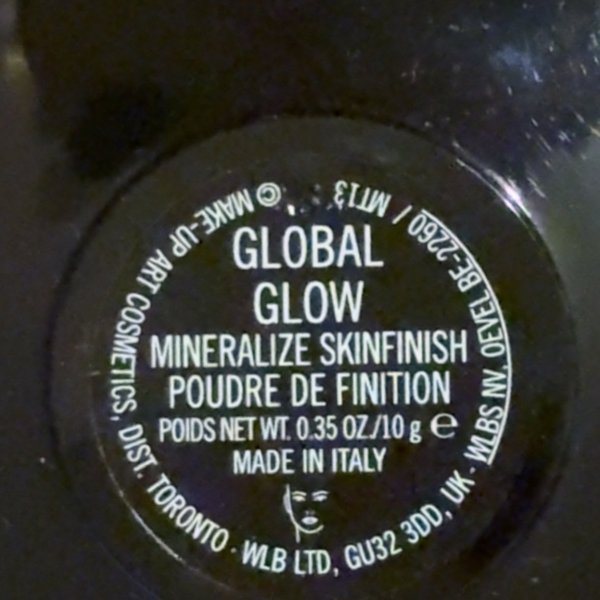 GLOBAL
GLOW
MINERALIZE SKINFINISH
POUDRE DE FINITION
POIDS NET WT. 0.35 OZ./10 g ℮
MADE IN ITALY
© MAKE-UP ART COSMETICS, DIST. TORONTO · WLB LTD, GU32 3DD, UK - WLBS NV, OEVEL BE-2260 / MT13